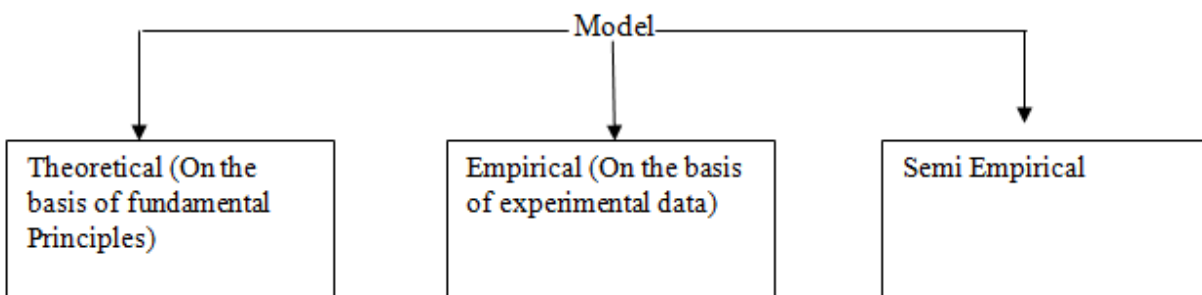 Model
Theoretical (On the
basis of fundamental
Principles)
Empirical (On the basis
of experimental data)
Semi Empirical